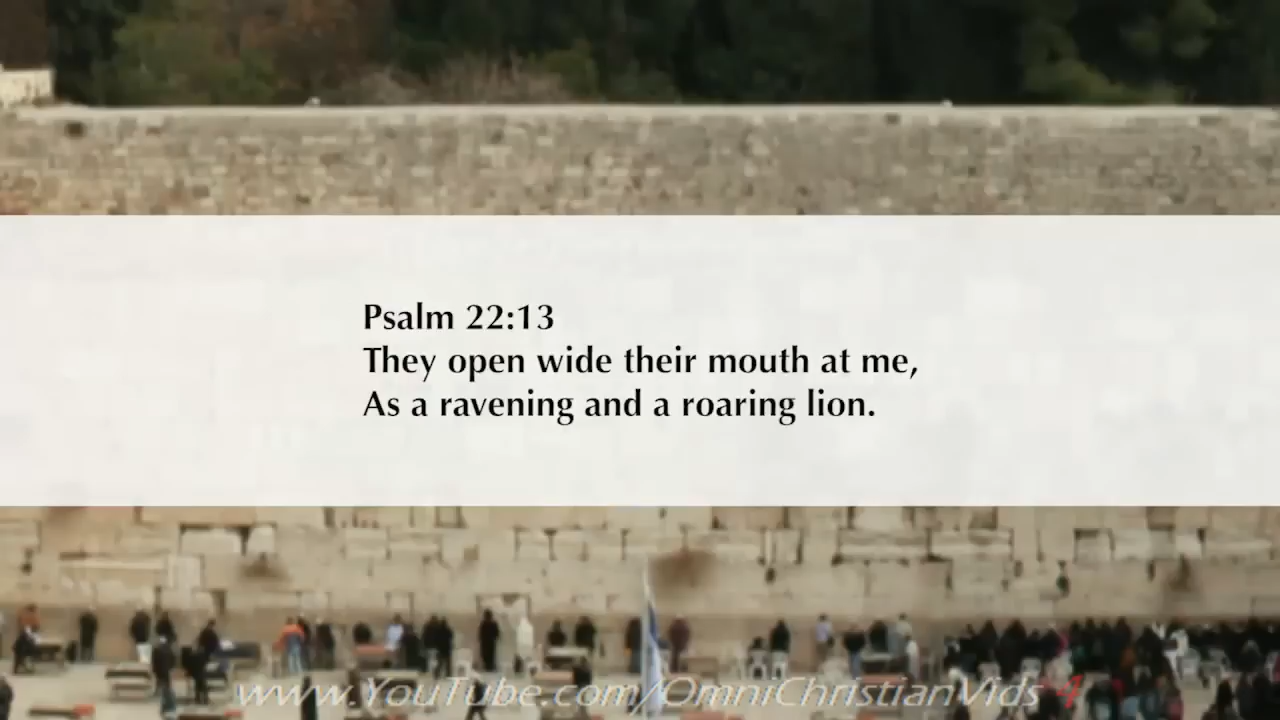 Psalm 22:13
They open wide their mouth at me,
As a ravening and a roaring lion.
www.YouTube.com/OmniChristianVids 4